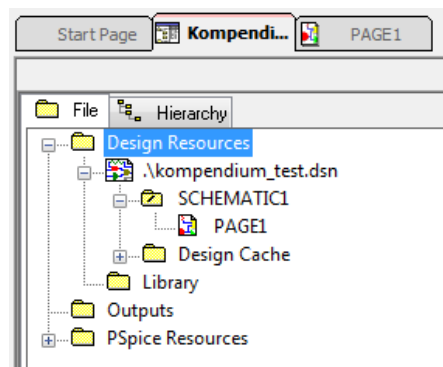 Start Page Kompendi... PAGE1
File Hierarchy
Design Resources
.\kompendium_test.dsn
SCHEMATIC1
PAGE1
Design Cache
Library
Outputs
PSpice Resources